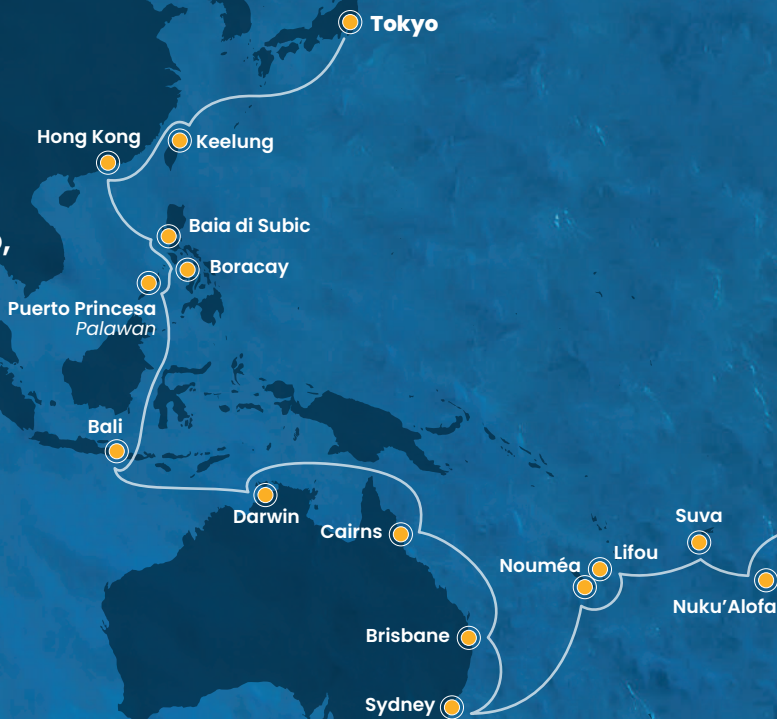 Tokyo
Hong Kong
Keelung
Baia di Subic
,
Boracay
Puerto Princesa
Palawan
Bali
Darwin
Suva
Cairns
Lifou
Nouméa
Nuku’Alofa
Brisbane
Sydney